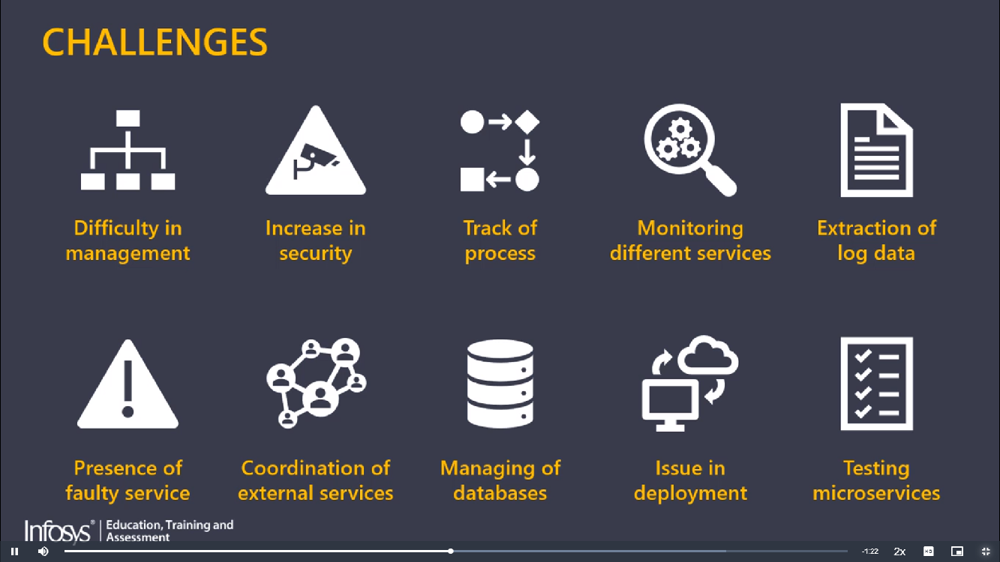 CHALLENGES
Difficulty in
management
Increase in
security
Track of
process
Monitoring
different services
Extraction of
log data
Presence of
faulty service
Coordination of
external services
Managing of
databases
Issue in
deployment
Testing
microservices
Infosys® | Education, Training and
Assessment
-1:22
2x
HD